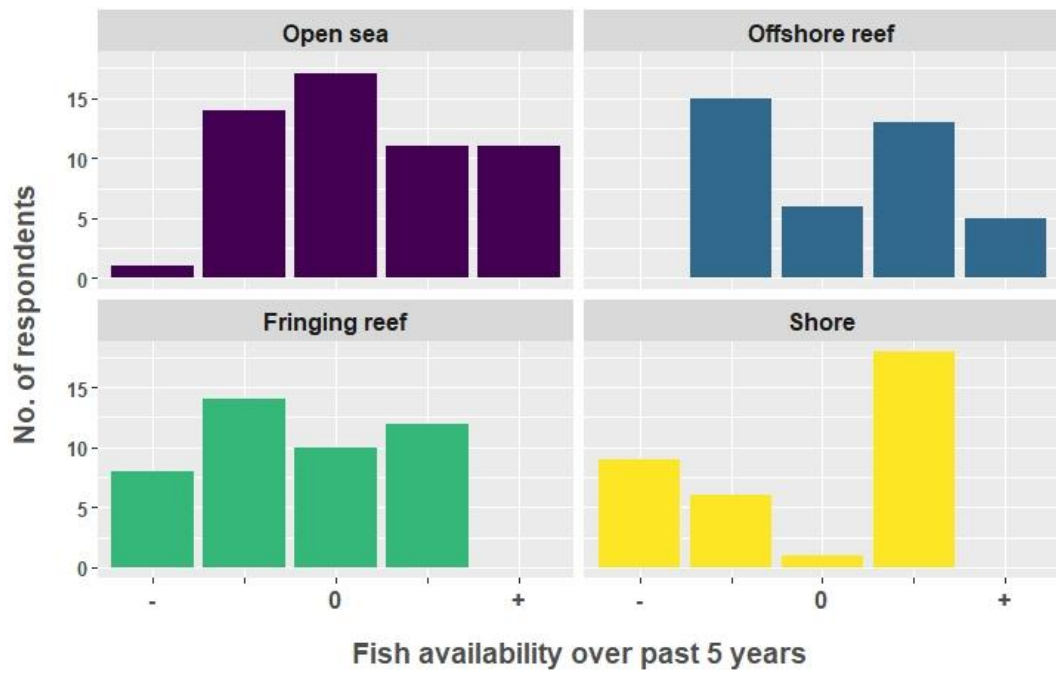 Open sea
Offshore reef
15
10
5
0
Fringing reef
Shore
15
10
5
0
No. of respondents
- 0 +
- 0 +
Fish availability over past 5 years